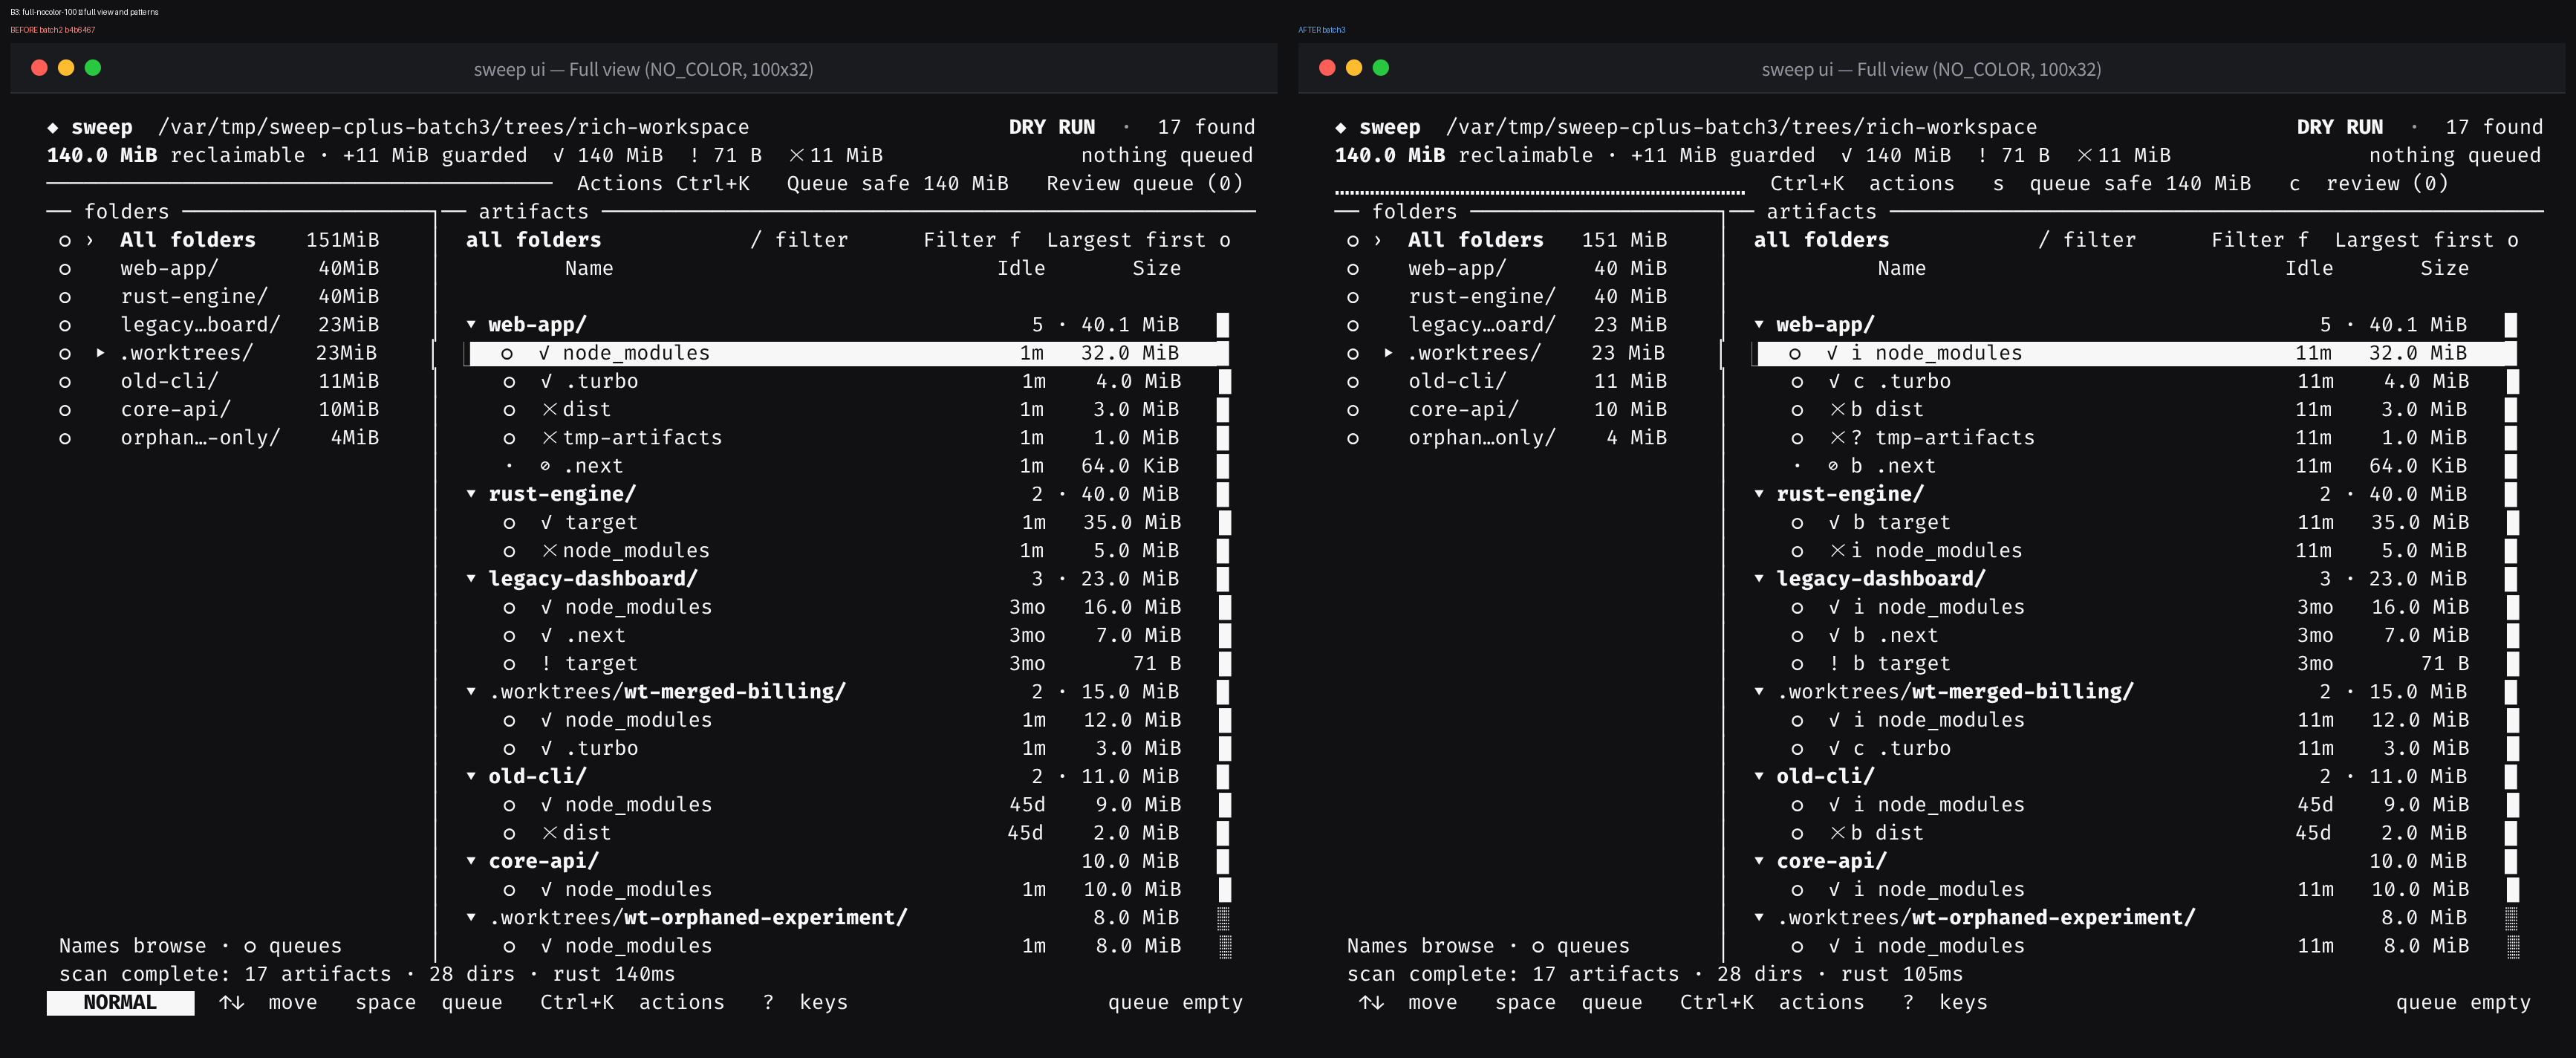 B3: full-nocolor-100 full view and patterns
BEFORE batch2 b4b6467
sweep ui — Full view (NO_COLOR, 100x32)
◆ sweep /var/tmp/sweep-cplus-batch3/trees/rich-workspace DRY RUN · 17 found
140.0 MiB reclaimable · +11 MiB guarded √ 140 MiB ! 71 B ×11 MiB nothing queued
Actions Ctrl+K Queue safe 140 MiB Review queue (0)
folders
○ › All folders 151MiB
○ web-app/ 40MiB
○ rust-engine/ 40MiB
○ legacy…board/ 23MiB
○ ▸ .worktrees/ 23MiB
○ old-cli/ 11MiB
○ core-api/ 10MiB
○ orphan…-only/ 4MiB
Names browse · ○ queues
artifacts
all folders / filter Filter f Largest first o
Name Idle Size
▾ web-app/ 5 · 40.1 MiB
○ √ node_modules 1m 32.0 MiB
○ √ .turbo 1m 4.0 MiB
○ ×dist 1m 3.0 MiB
○ ×tmp-artifacts 1m 1.0 MiB
· ⊘ .next 1m 64.0 KiB
▾ rust-engine/ 2 · 40.0 MiB
○ √ target 1m 35.0 MiB
○ ×node_modules 1m 5.0 MiB
▾ legacy-dashboard/ 3 · 23.0 MiB
○ √ node_modules 3mo 16.0 MiB
○ √ .next 3mo 7.0 MiB
○ ! target 3mo 71 B
▾ .worktrees/wt-merged-billing/ 2 · 15.0 MiB
○ √ node_modules 1m 12.0 MiB
○ √ .turbo 1m 3.0 MiB
▾ old-cli/ 2 · 11.0 MiB
○ √ node_modules 45d 9.0 MiB
○ ×dist 45d 2.0 MiB
▾ core-api/ 10.0 MiB
○ √ node_modules 1m 10.0 MiB
▾ .worktrees/wt-orphaned-experiment/ 8.0 MiB
○ √ node_modules 1m 8.0 MiB
scan complete: 17 artifacts · 28 dirs · rust 140ms
NORMAL ↑↓ move space queue Ctrl+K actions ? keys queue empty
AFTER batch3
sweep ui — Full view (NO_COLOR, 100x32)
◆ sweep /var/tmp/sweep-cplus-batch3/trees/rich-workspace DRY RUN · 17 found
140.0 MiB reclaimable · +11 MiB guarded √ 140 MiB ! 71 B ×11 MiB nothing queued
Ctrl+K actions s queue safe 140 MiB c review (0)
folders
○ › All folders 151 MiB
○ web-app/ 40 MiB
○ rust-engine/ 40 MiB
○ legacy…oard/ 23 MiB
○ ▸ .worktrees/ 23 MiB
○ old-cli/ 11 MiB
○ core-api/ 10 MiB
○ orphan…only/ 4 MiB
Names browse · ○ queues
artifacts
all folders / filter Filter f Largest first o
Name Idle Size
▾ web-app/ 5 · 40.1 MiB
○ √ i node_modules 11m 32.0 MiB
○ √ c .turbo 11m 4.0 MiB
○ ×b dist 11m 3.0 MiB
○ ×? tmp-artifacts 11m 1.0 MiB
· ⊘ b .next 11m 64.0 KiB
▾ rust-engine/ 2 · 40.0 MiB
○ √ b target 11m 35.0 MiB
○ ×i node_modules 11m 5.0 MiB
▾ legacy-dashboard/ 3 · 23.0 MiB
○ √ i node_modules 3mo 16.0 MiB
○ √ b .next 3mo 7.0 MiB
○ ! b target 3mo 71 B
▾ .worktrees/wt-merged-billing/ 2 · 15.0 MiB
○ √ i node_modules 11m 12.0 MiB
○ √ c .turbo 11m 3.0 MiB
▾ old-cli/ 2 · 11.0 MiB
○ √ i node_modules 45d 9.0 MiB
○ ×b dist 45d 2.0 MiB
▾ core-api/ 10.0 MiB
○ √ i node_modules 11m 10.0 MiB
▾ .worktrees/wt-orphaned-experiment/ 8.0 MiB
○ √ i node_modules 11m 8.0 MiB
scan complete: 17 artifacts · 28 dirs · rust 105ms
↑↓ move space queue Ctrl+K actions ? keys queue empty